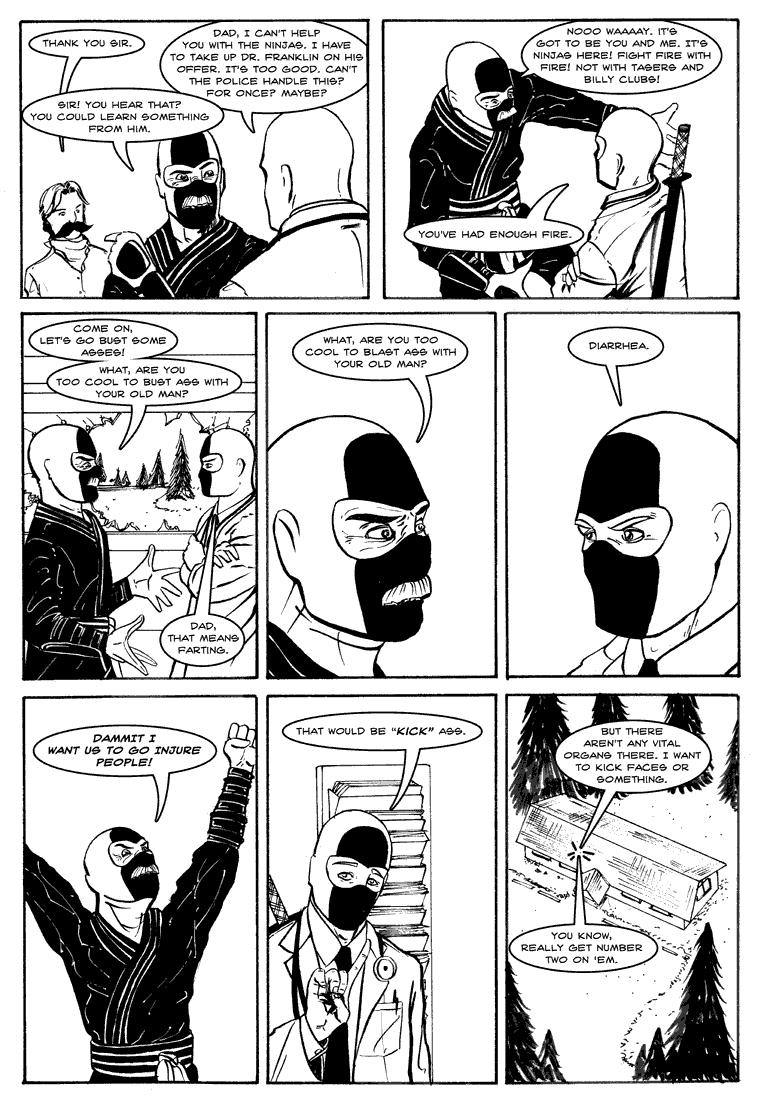 THANK YOU SIR.
SIR! YOU HEAR THAT?
YOU COULD LEARN SOMETHING
FROM HIM.
DAD, I CAN'T HELP
YOU WITH THE NINJAS. I HAVE
TO TAKE UP DR. FRANKLIN ON HIS
OFFER. IT'S TOO GOOD. CAN'T
THE POLICE HANDLE THIS?
FOR ONCE? MAYBE?
NOOO WAAAAY. IT'S
GOT TO BE YOU AND ME. IT'S
NINJAS HERE! FIGHT FIRE WITH
FIRE! NOT WITH TASERS AND
BILLY CLUBS!
YOU'VE HAD ENOUGH FIRE.
COME ON,
LET'S GO BUST SOME
ASSES!
WHAT, ARE YOU
TOO COOL TO BUST ASS WITH
YOUR OLD MAN?
DAD,
THAT MEANS
FARTING.
WHAT, ARE YOU TOO
COOL TO BLAST ASS WITH
YOUR OLD MAN?
DIARRHEA.
DAMMIT I
WANT US TO GO INJURE
PEOPLE!
THAT WOULD BE "KICK" ASS.
BUT THERE
AREN'T ANY VITAL
ORGANS THERE. I WANT
TO KICK FACES OR
SOMETHING.
YOU KNOW,
REALLY GET NUMBER
TWO ON 'EM.